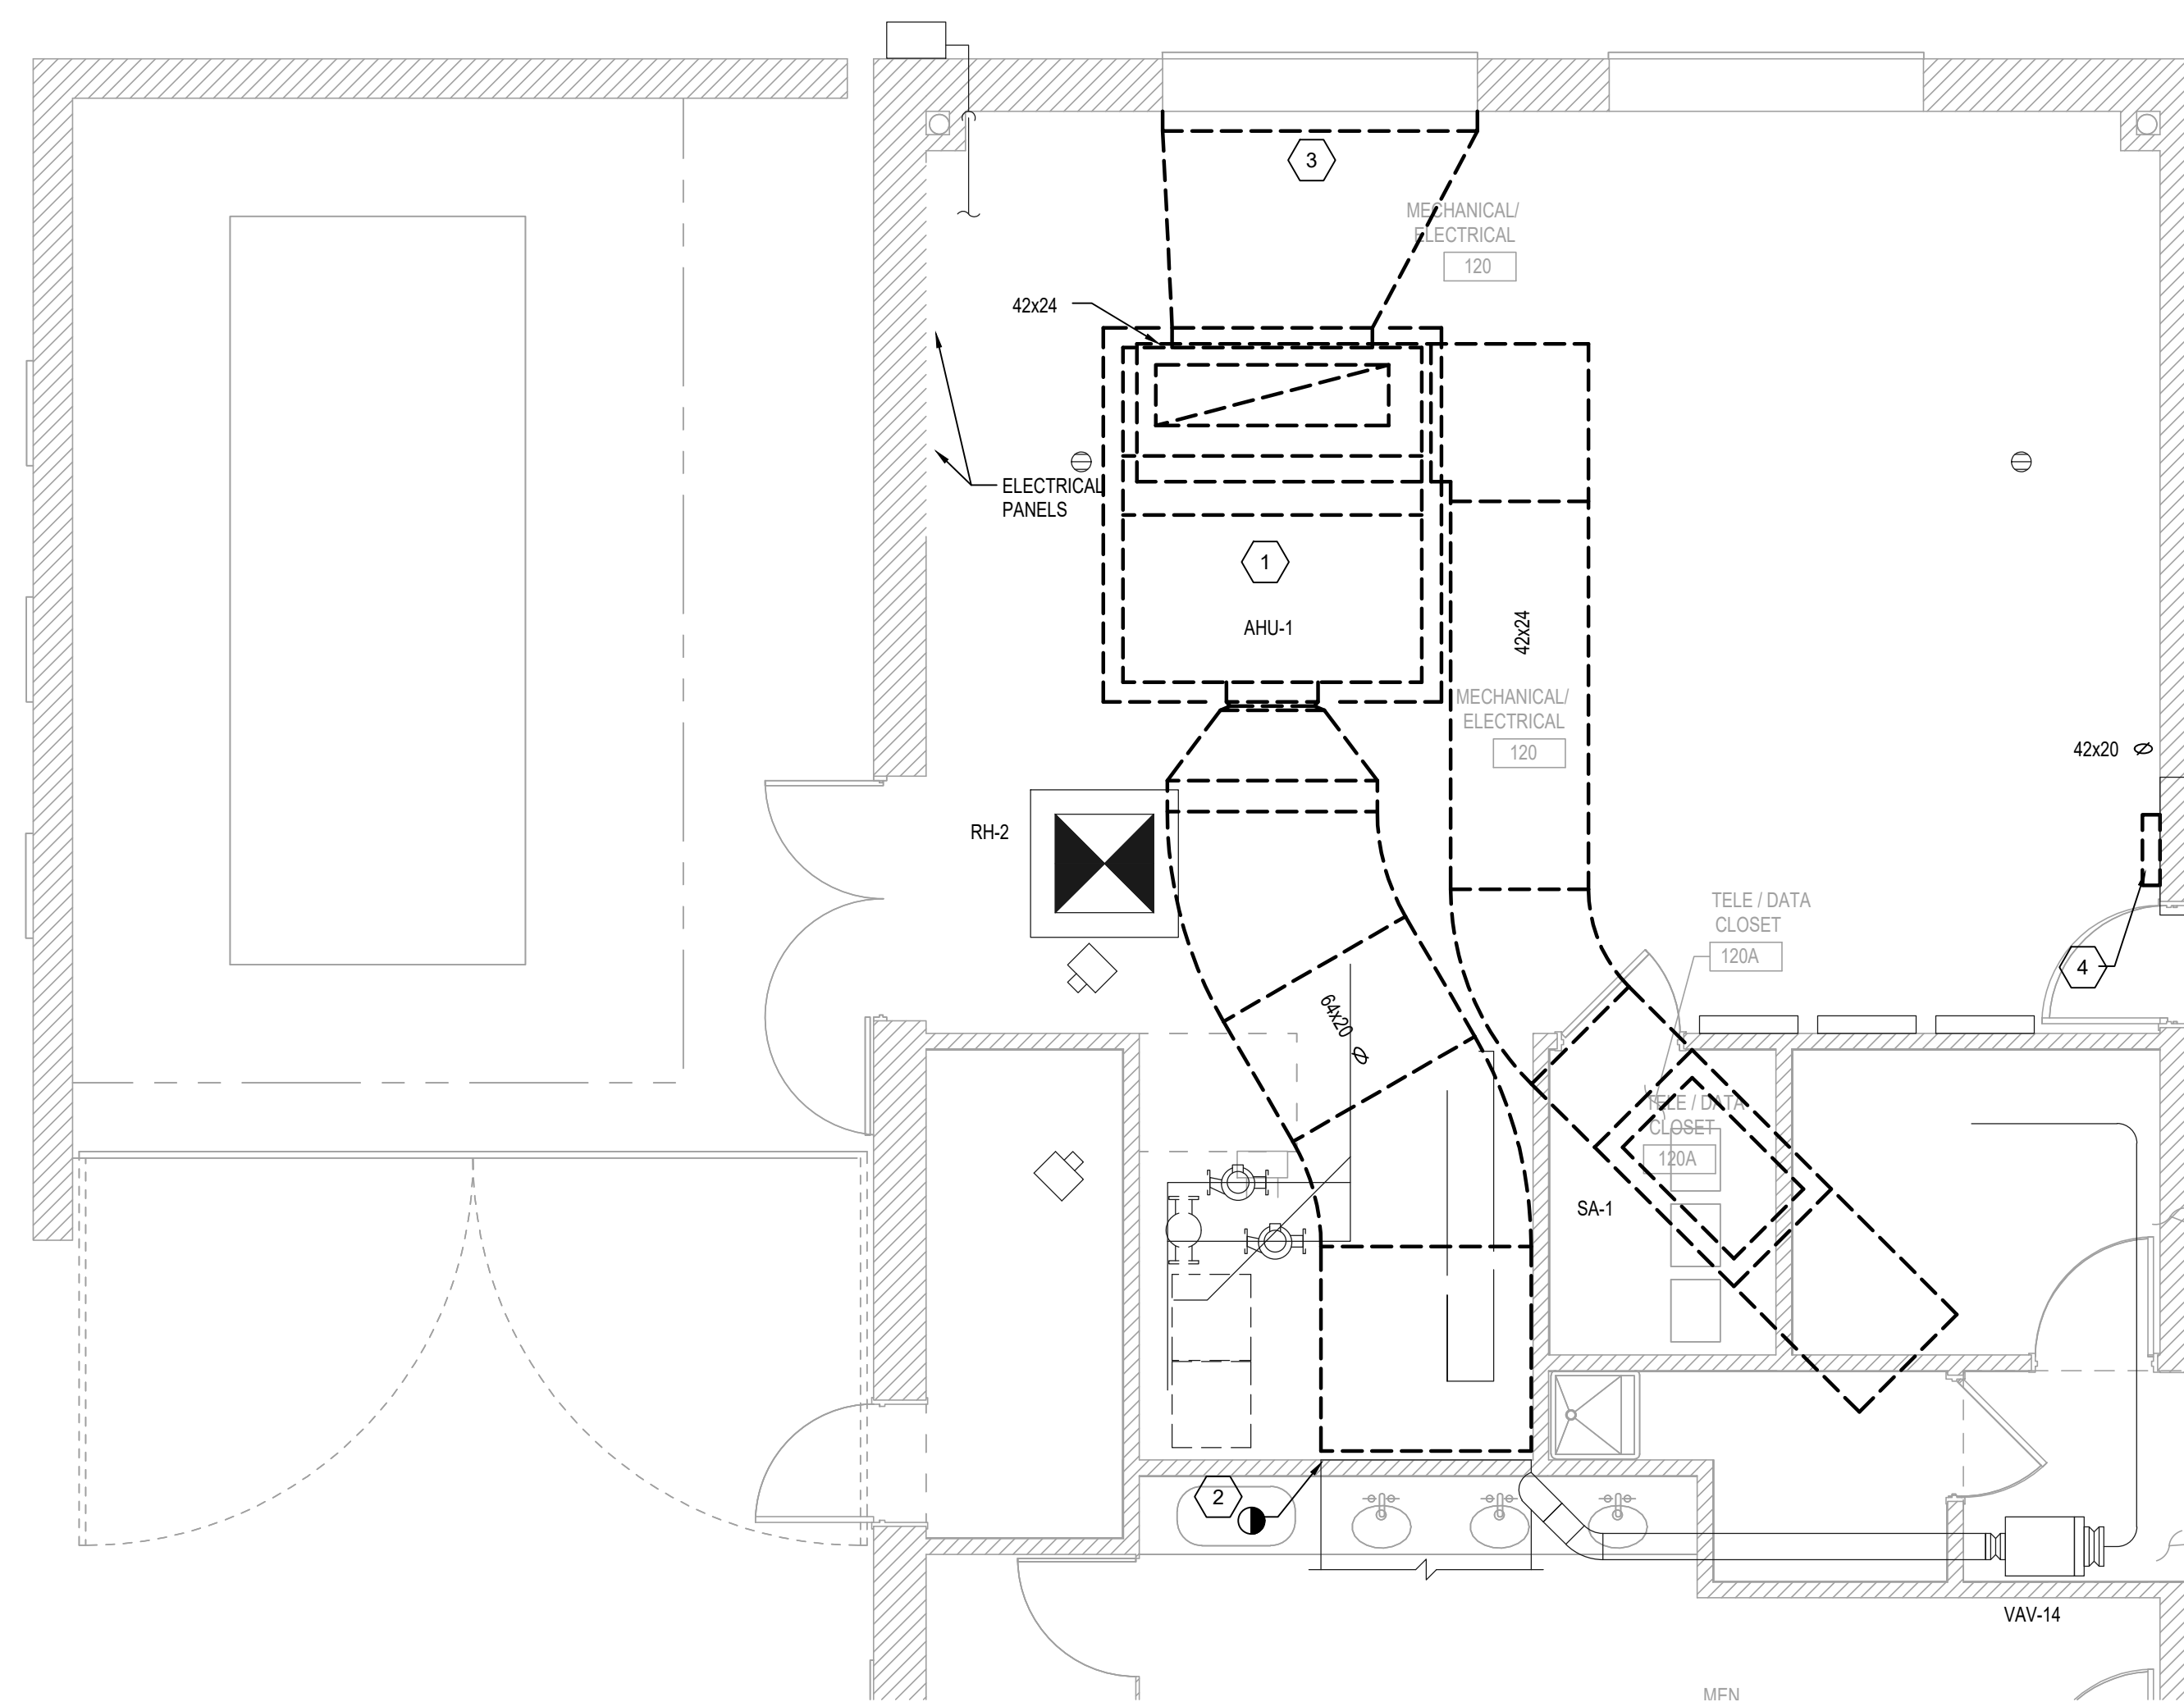 3
MECHANICAL/
ELECTRICAL
120
42x24
ELECTRICAL
PANELS
1
AHU-1
42x24
MECHANICAL/
ELECTRICAL
120
42x20
RH-2
TELE / DATA
CLOSET
120A
4
64x20
TELE / DATA
CLOSET
120A
SA-1
2
VAV-14
MEN